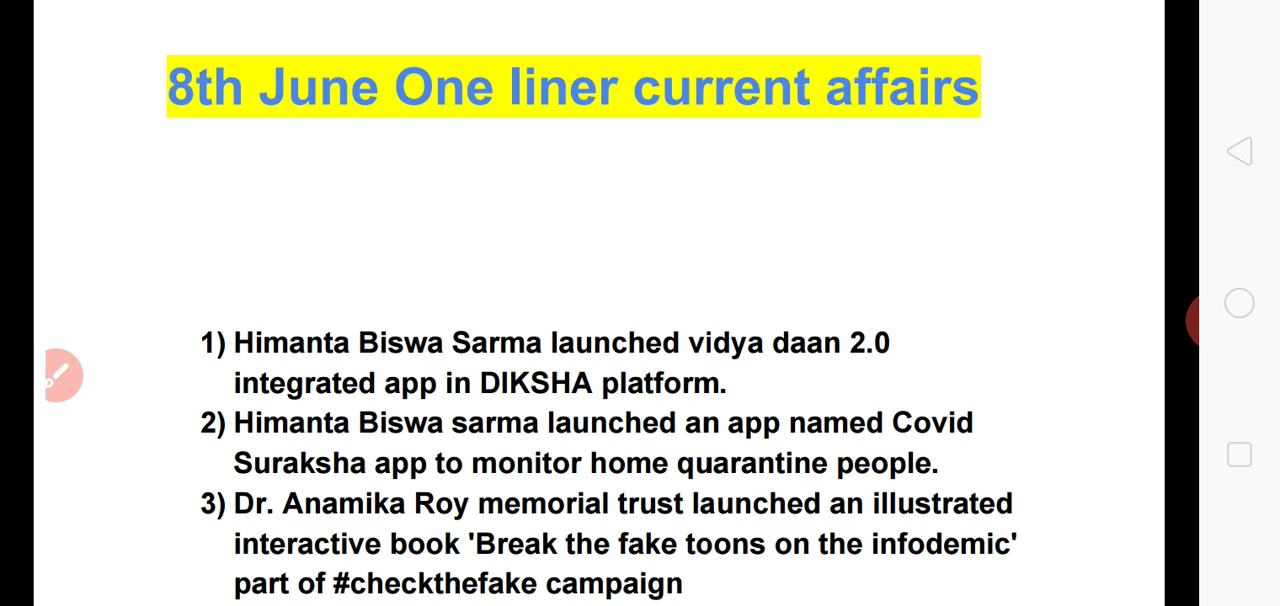 8th June One liner current affairs
1) Himanta Biswa Sarma launched vidya daan 2.0
integrated app in DIKSHA platform.
2) Himanta Biswa sarma launched an app named Covid
Suraksha app to monitor home quarantine people.
3) Dr. Anamika Roy memorial trust launched an illustrated
interactive book 'Break the fake toons on the infodemic'
part of #checkthefake campaign